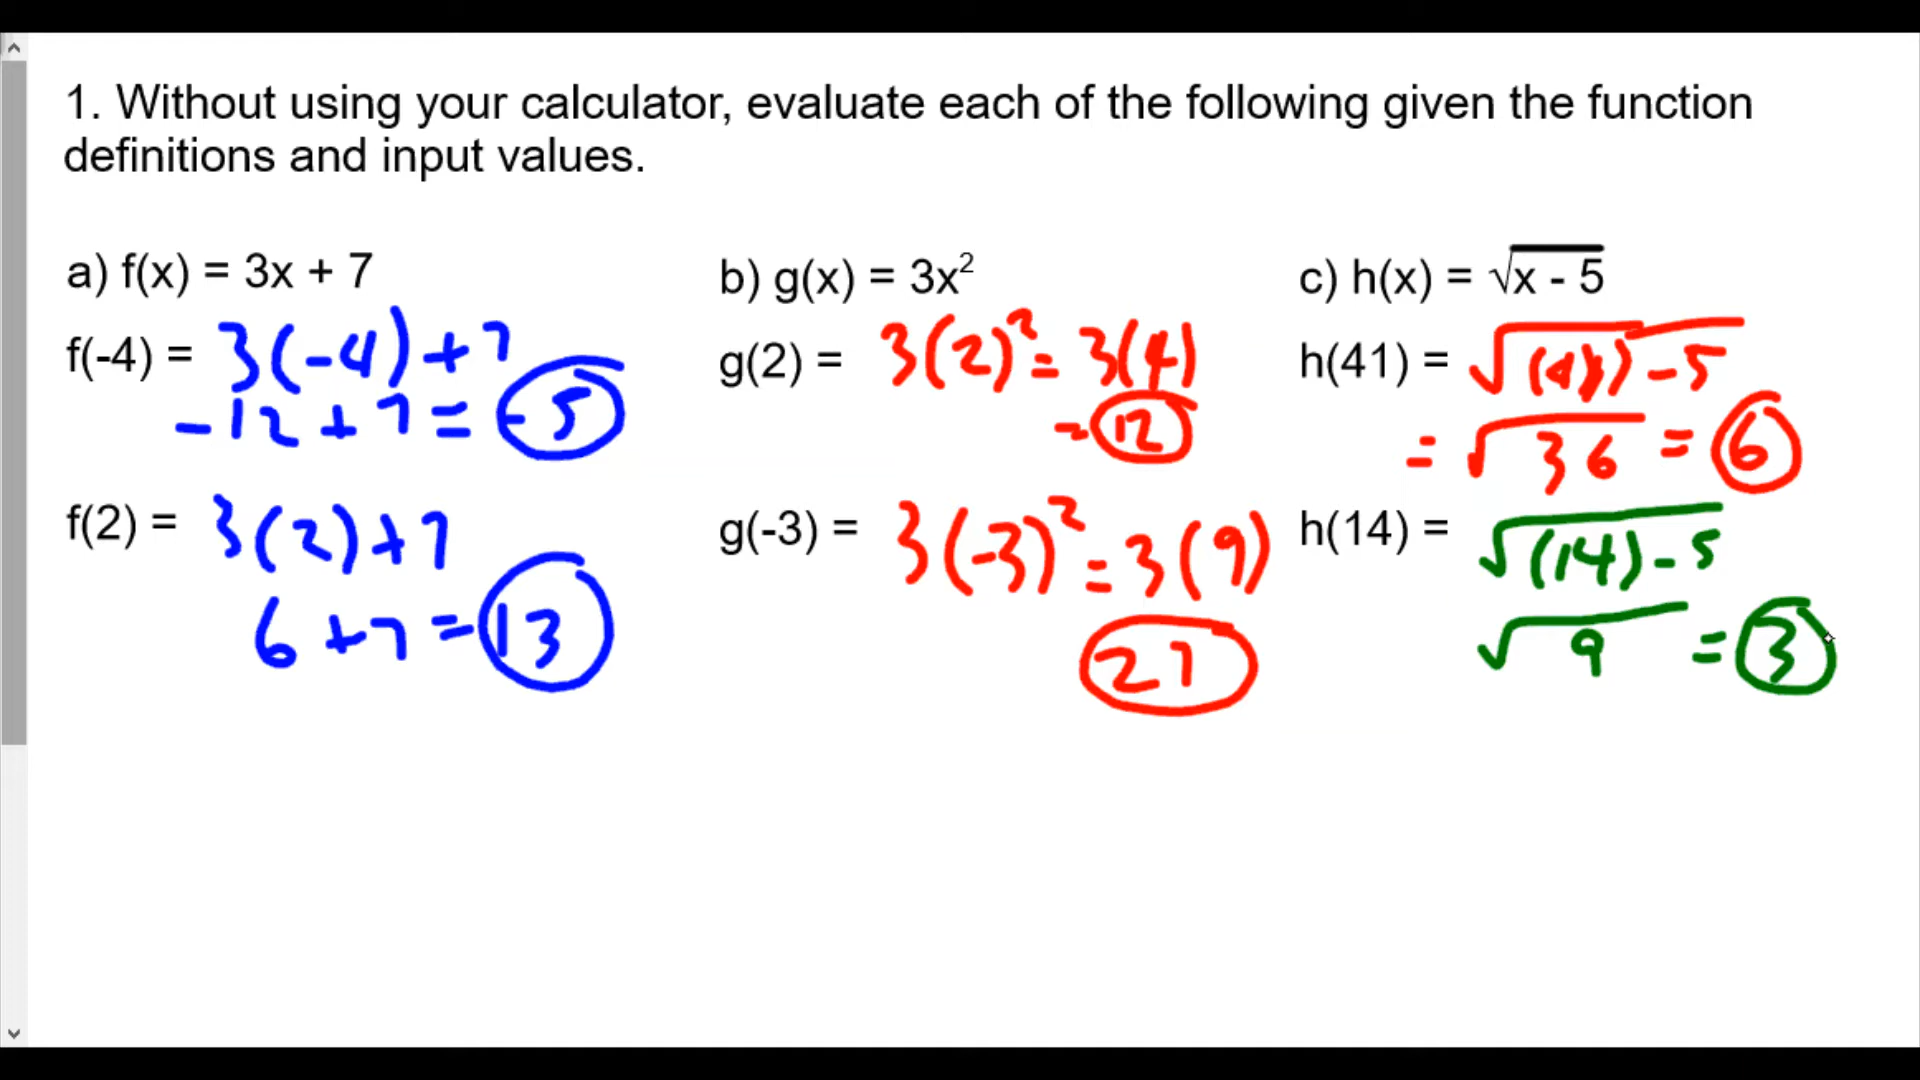 1. Without using your calculator, evaluate each of the following given the function
definitions and input values.
a) f(x) = 3x + 7
f(-4) = 3(-4)+7
-12+7= -5
f(2) = 3(2)+7
6+7=13
b) g(x) = 3x²
g(2) = 3(2)²=3(4)
=12
g(-3) = 3(-3)²=3(9)
27
c) h(x) = √x - 5
h(41) = √(41)-5
=√36=6
h(14) = √(14)-5
√9=3